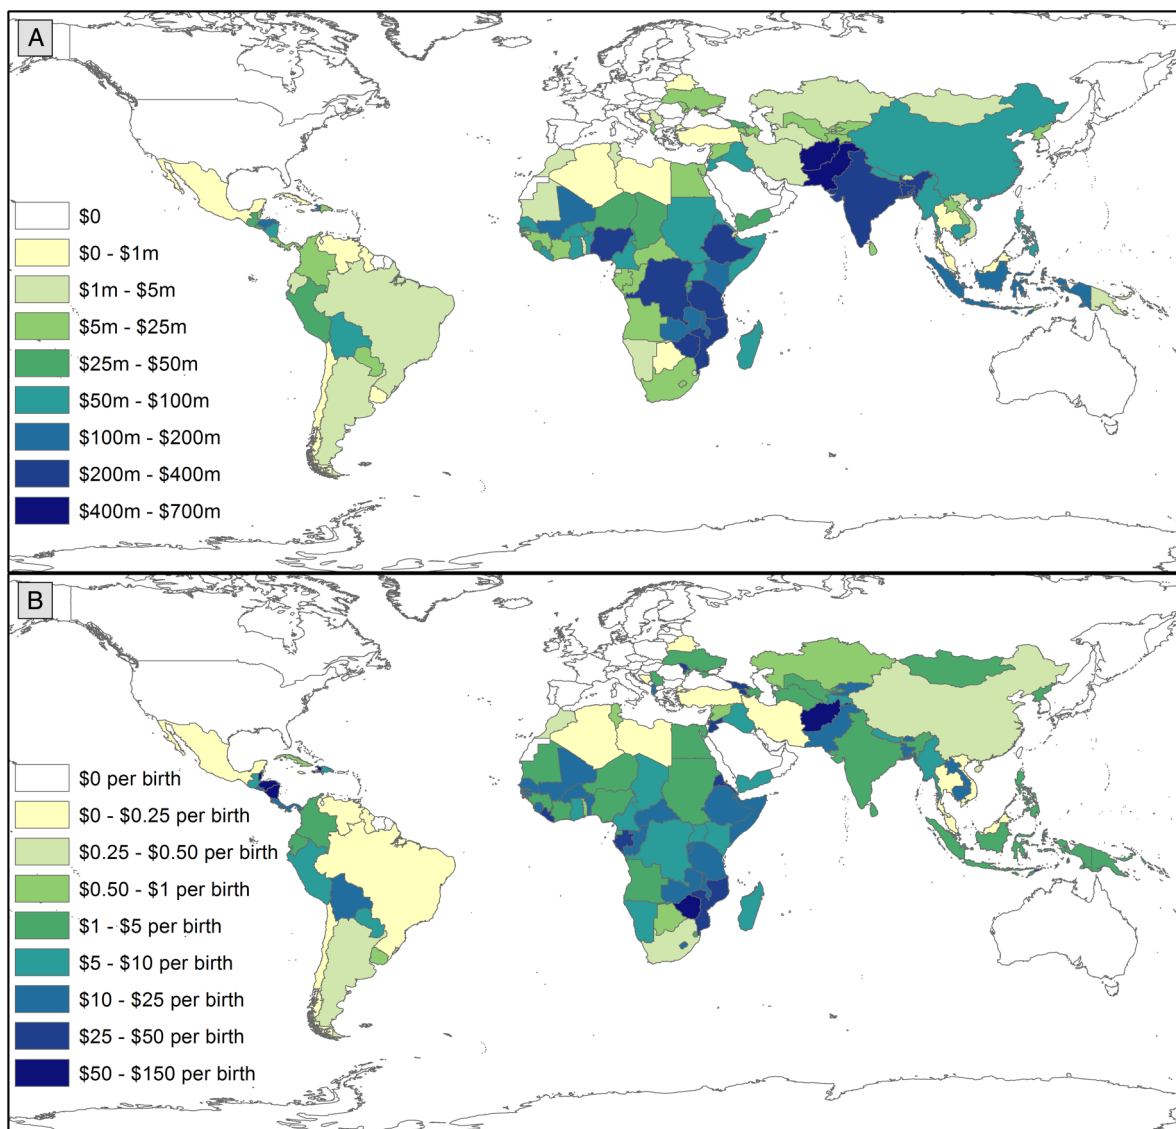 A
$0
$0 - $1m
$1m - $5m
$5m - $25m
$25m - $50m
$50m - $100m
$100m - $200m
$200m - $400m
$400m - $700m
B
$0 per birth
$0 - $0.25 per birth
$0.25 - $0.50 per birth
$0.50 - $1 per birth
$1 - $5 per birth
$5 - $10 per birth
$10 - $25 per birth
$25 - $50 per birth
$50 - $150 per birth